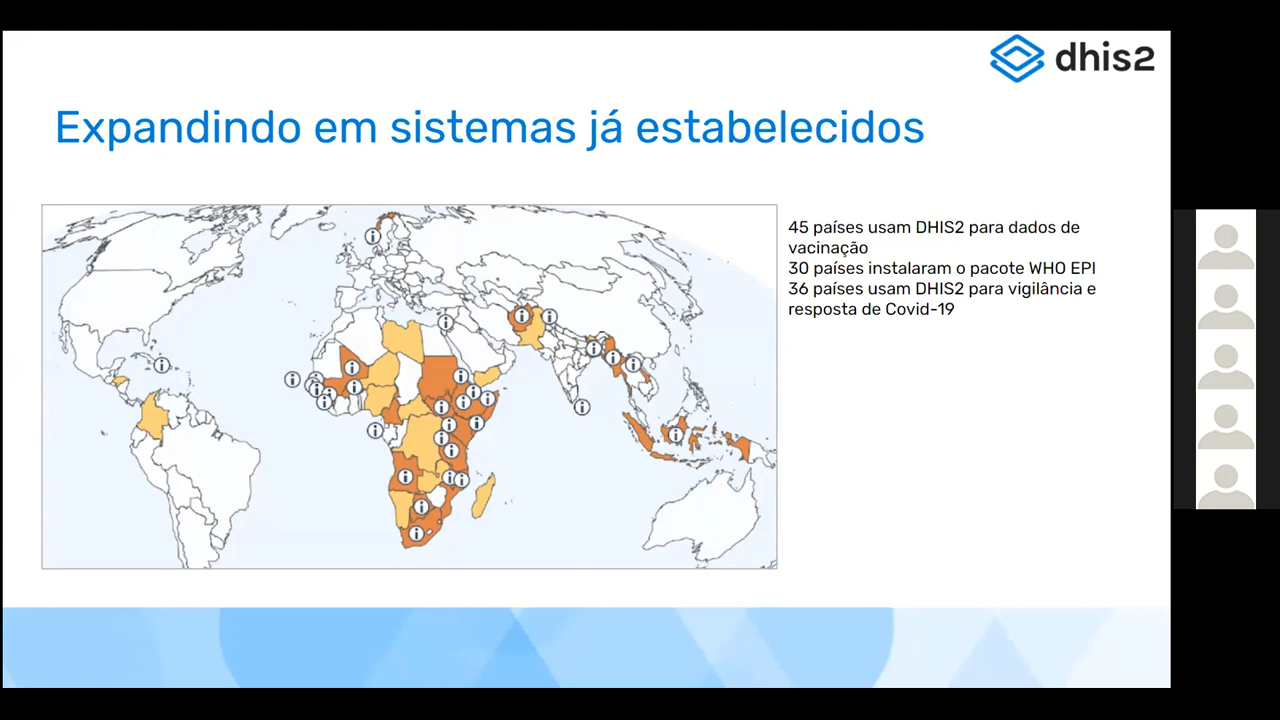 dhis2
Expandindo em sistemas já estabelecidos
45 países usam DHIS2 para dados de
vacinação
30 países instalaram o pacote WHO EPI
36 países usam DHIS2 para vigilância e
resposta de Covid-19